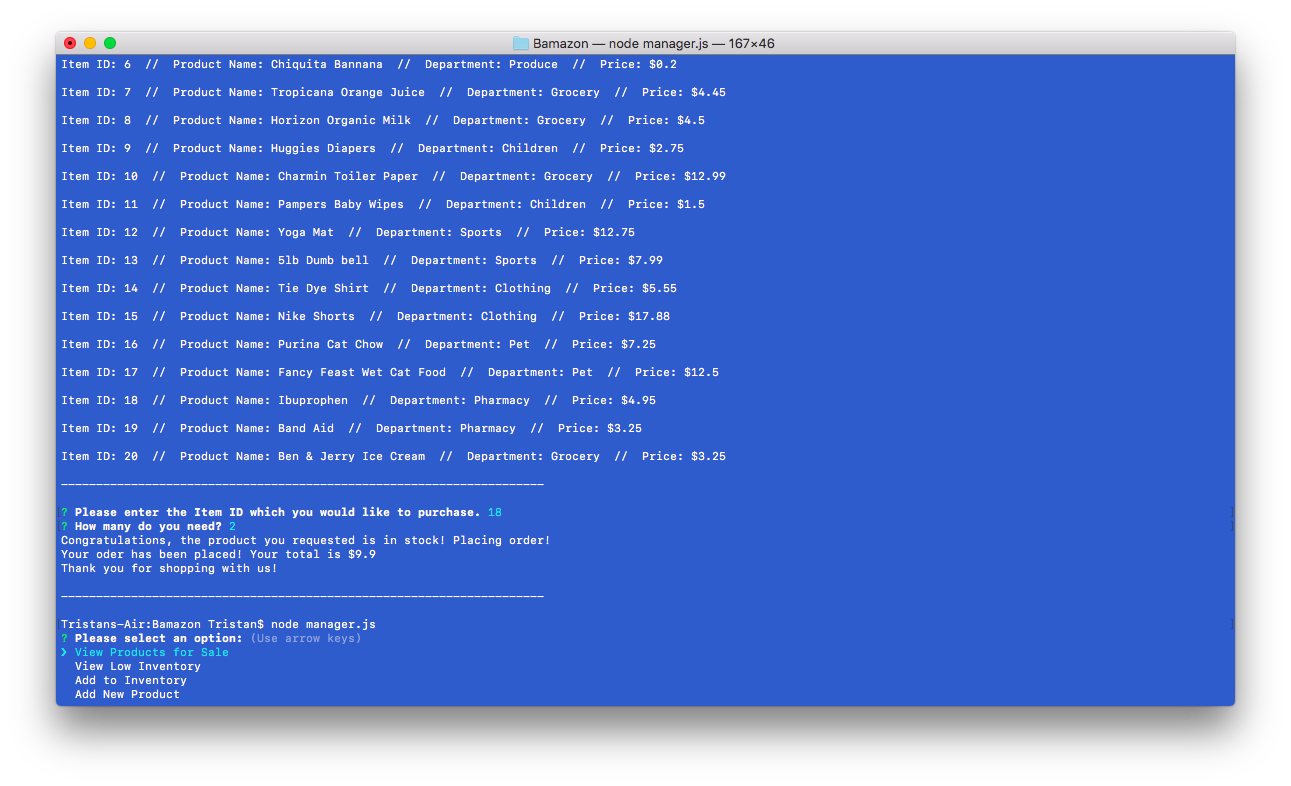 Bamazon — node manager.js — 167×46
Item ID: 6  //  Product Name: Chiquita Bannana  //  Department: Produce  //  Price: $0.2
Item ID: 7  //  Product Name: Tropicana Orange Juice  //  Department: Grocery  //  Price: $4.45
Item ID: 8  //  Product Name: Horizon Organic Milk  //  Department: Grocery  //  Price: $4.5
Item ID: 9  //  Product Name: Huggies Diapers  //  Department: Children  //  Price: $2.75
Item ID: 10  //  Product Name: Charmin Toiler Paper  //  Department: Grocery  //  Price: $12.99
Item ID: 11  //  Product Name: Pampers Baby Wipes  //  Department: Children  //  Price: $1.5
Item ID: 12  //  Product Name: Yoga Mat  //  Department: Sports  //  Price: $12.75
Item ID: 13  //  Product Name: 5lb Dumb bell  //  Department: Sports  //  Price: $7.99
Item ID: 14  //  Product Name: Tie Dye Shirt  //  Department: Clothing  //  Price: $5.55
Item ID: 15  //  Product Name: Nike Shorts  //  Department: Clothing  //  Price: $17.88
Item ID: 16  //  Product Name: Purina Cat Chow  //  Department: Pet  //  Price: $7.25
Item ID: 17  //  Product Name: Fancy Feast Wet Cat Food  //  Department: Pet  //  Price: $12.5
Item ID: 18  //  Product Name: Ibuprophen  //  Department: Pharmacy  //  Price: $4.95
Item ID: 19  //  Product Name: Band Aid  //  Department: Pharmacy  //  Price: $3.25
Item ID: 20  //  Product Name: Ben & Jerry Ice Cream  //  Department: Grocery  //  Price: $3.25
_____________________________________________________________________
? Please enter the Item ID which you would like to purchase. 18
? How many do you need? 2
Congratulations, the product you requested is in stock! Placing order!
Your oder has been placed! Your total is $9.9
Thank you for shopping with us!
_____________________________________________________________________
Tristans-Air:Bamazon Tristan$ node manager.js
? Please select an option: (Use arrow keys)
❯ View Products for Sale
View Low Inventory
Add to Inventory
Add New Product